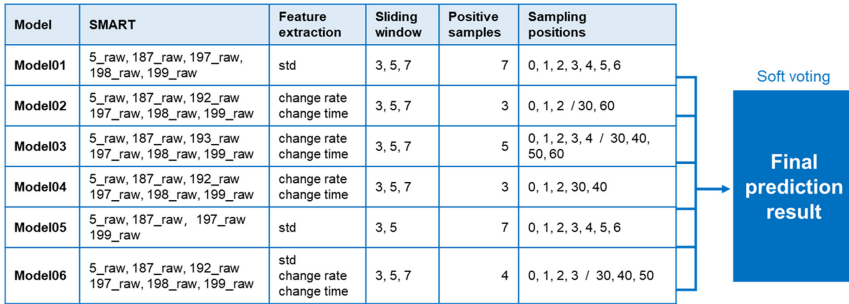 Model SMART Feature extraction Sliding window Positive samples Sampling positions
Model01 5_raw, 187_raw, 197_raw, 198_raw, 199_raw std 3, 5, 7 7 0, 1, 2, 3, 4, 5, 6
Model02 5_raw, 187_raw, 192_raw 197_raw, 198_raw, 199_raw change rate change time 3, 5, 7 3 0, 1, 2 / 30, 60
Model03 5_raw, 187_raw, 193_raw 197_raw, 198_raw, 199_raw change rate change time 3, 5, 7 5 0, 1, 2, 3, 4 / 30, 40, 50, 60
Model04 5_raw, 187_raw, 192_raw 197_raw, 198_raw, 199_raw change rate change time 3, 5, 7 3 0, 1, 2, 30, 40
Model05 5_raw, 187_raw, 197_raw 199_raw std 3, 5 7 0, 1, 2, 3, 4, 5, 6
Model06 5_raw, 187_raw, 192_raw 197_raw, 198_raw, 199_raw std change rate change time 3, 5, 7 4 0, 1, 2, 3 / 30, 40, 50
Soft voting
Final
prediction
result